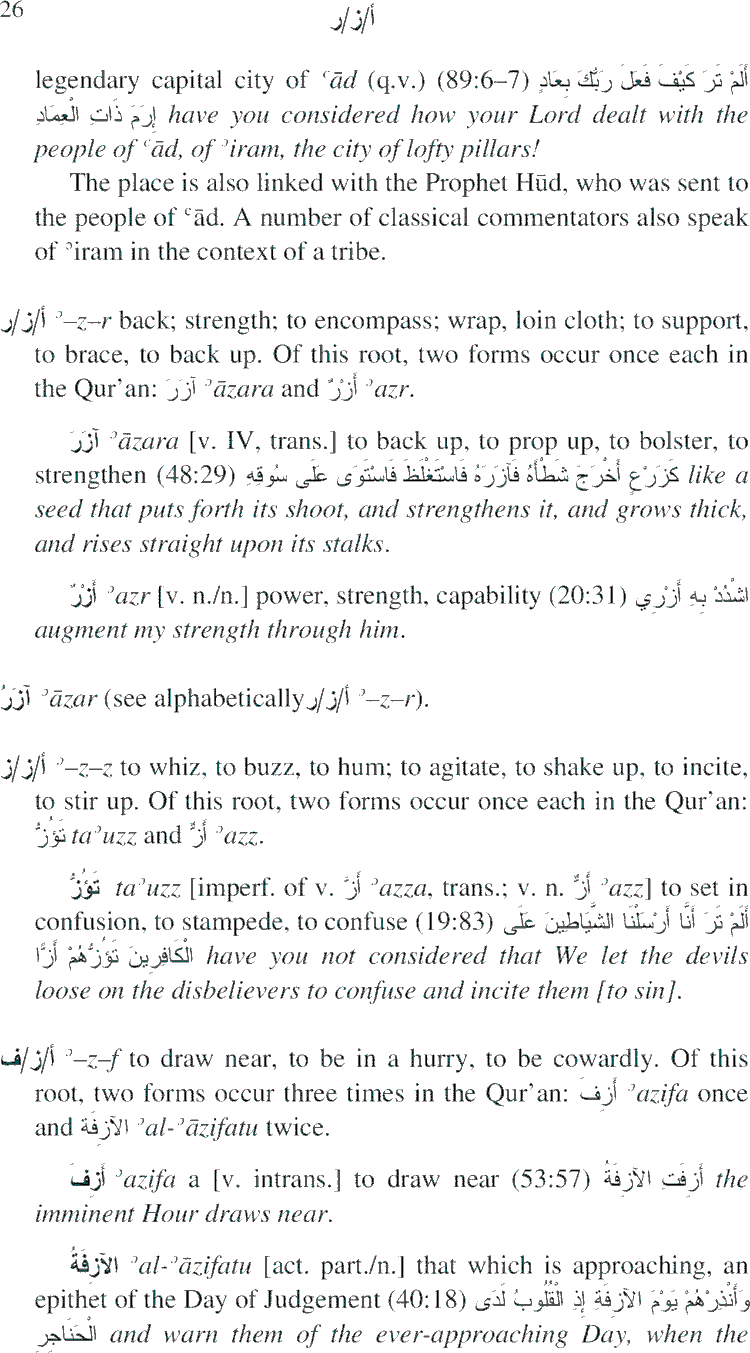 26
أ/ز/ر
legendary capital city of ʿād (q.v.) (89:6–7) أَلَمْ تَرَ كَيْفَ فَعَلَ رَبُّكَ بِعَادٍ
إِرَمَ ذَاتِ الْعِمَادِ have you considered how your Lord dealt with the
people of ʿād, of ʾiram, the city of lofty pillars!
The place is also linked with the Prophet Hūd, who was sent to
the people of ʿād. A number of classical commentators also speak
of ʾiram in the context of a tribe.
أ/ز/ر ʾ–z–r back; strength; to encompass; wrap, loin cloth; to support,
to brace, to back up. Of this root, two forms occur once each in
the Qur'an: آزَرَ ʾāzara and أَزْرٌ ʾazr.
آزَرَ ʾāzara [v. IV, trans.] to back up, to prop up, to bolster, to
strengthen (48:29) كَزَرْعٍ أَخْرَجَ شَطْأَهُ فَآزَرَهُ فَاسْتَغْلَظَ فَاسْتَوَى عَلَى سُوقِهِ like a
seed that puts forth its shoot, and strengthens it, and grows thick,
and rises straight upon its stalks.
أَزْرٌ ʾazr [v. n./n.] power, strength, capability (20:31) اشْدُدْ بِهِ أَزْرِي
augment my strength through him.
آزَرُ ʾāzar (see alphabetically أ/ز/ر ʾ–z–r).
أ/ز/ز ʾ–z–z to whiz, to buzz, to hum; to agitate, to shake up, to incite,
to stir up. Of this root, two forms occur once each in the Qur'an:
تَؤُزُّ taʾuzz and أَزٌّ ʾazz.
تَؤُزُّ taʾuzz [imperf. of v. أَزَّ ʾazza, trans.; v. n. أَزٌّ ʾazz] to set in
confusion, to stampede, to confuse (19:83) أَلَمْ تَرَ أَنَّا أَرْسَلْنَا الشَّيَاطِينَ عَلَى
الْكَافِرِينَ تَؤُزُّهُمْ أَزًّا have you not considered that We let the devils
loose on the disbelievers to confuse and incite them [to sin].
أ/ز/ف ʾ–z–f to draw near, to be in a hurry, to be cowardly. Of this
root, two forms occur three times in the Qur'an: أَزِفَ ʾazifa once
and الآزِفَة ʾal-ʾāzifatu twice.
أَزِفَ ʾazifa a [v. intrans.] to draw near (53:57) أَزِفَتِ الآزِفَةُ the
imminent Hour draws near.
الآزِفَةُ ʾal-ʾāzifatu [act. part./n.] that which is approaching, an
epithet of the Day of Judgement (40:18) وَأَنْذِرْهُمْ يَوْمَ الآزِفَةِ إِذِ الْقُلُوبُ لَدَى
الْحَنَاجِرِ and warn them of the ever-approaching Day, when the